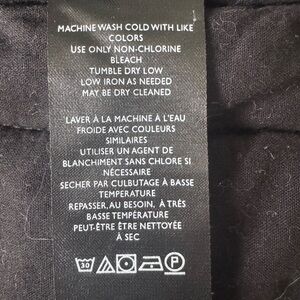 MACHINE WASH COLD WITH LIKE
COLORS
USE ONLY NON-CHLORINE
BLEACH
TUMBLE DRY LOW
LOW IRON AS NEEDED
MAY BE DRY CLEANED
LAVER À LA MACHINE À L'EAU
FROIDE AVEC COULEURS
SIMILAIRES
UTILISER UN AGENT DE
BLANCHIMENT SANS CHLORE SI
NÉCESSAIRE
SECHER PAR CULBUTAGE À BASSE
TEMPERATURE
REPASSER, AU BESOIN, À TRÈS
BASSE TEMPÉRATURE
PEUT-ÊTRE ÊTRE NETTOYÉE
À SEC
30 P